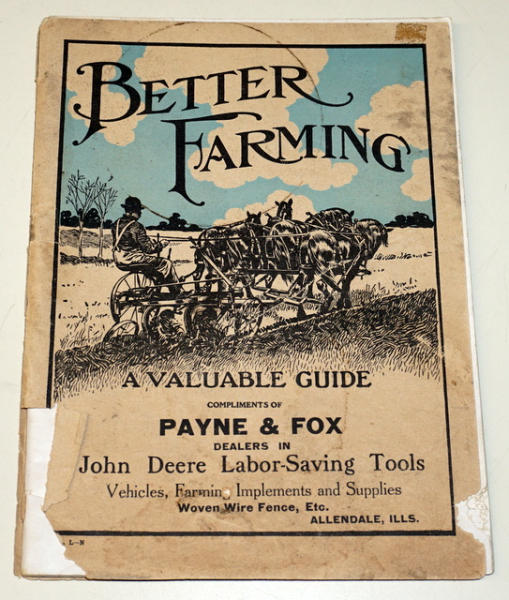 BETTER
FARMING
A VALUABLE GUIDE
COMPLIMENTS OF
PAYNE & FOX
DEALERS IN
John Deere Labor-Saving Tools
Vehicles, Farming Implements and Supplies
Woven Wire Fence, Etc.
ALLENDALE, ILLS.
L—N